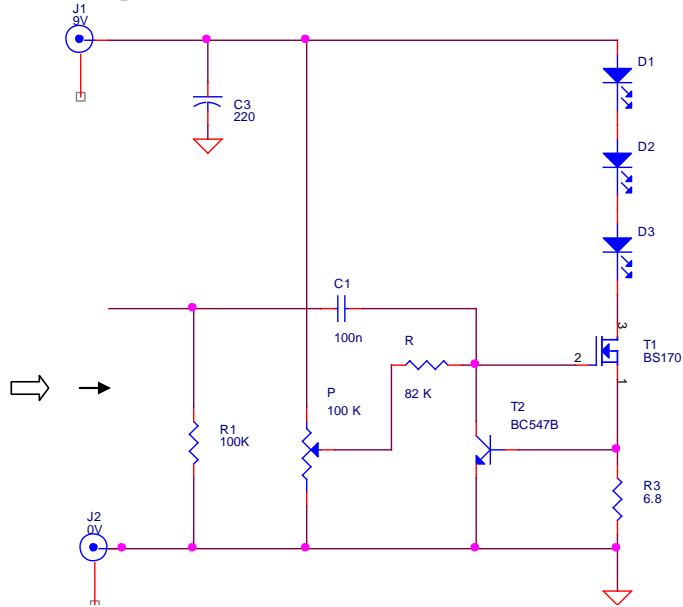 J1
9V
C3
220
D1
D2
D3
C1
100n
R
82 K
P
100 K
R1
100K
T2
BC547B
3
2
T1
BS170
1
R3
6.8
J2
0V